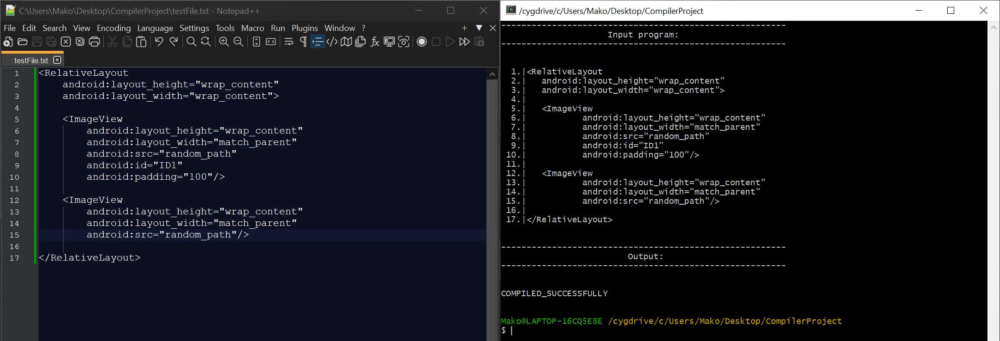 C:\Users\Mako\Desktop\CompilerProject\testFile.txt - Notepad++
File Edit Search View Encoding Language Settings Tools Macro Run Plugins Window ?
testFile.txt
1 <RelativeLayout
2     android:layout_height="wrap_content"
3     android:layout_width="wrap_content">
4
5     <ImageView
6         android:layout_height="wrap_content"
7         android:layout_width="match_parent"
8         android:src="random_path"
9         android:id="ID1"
10         android:padding="100"/>
11
12     <ImageView
13         android:layout_height="wrap_content"
14         android:layout_width="match_parent"
15         android:src="random_path"/>
16
17 </RelativeLayout>
/cygdrive/c/Users/Mako/Desktop/CompilerProject
--------------------------------------------------------
Input program:
--------------------------------------------------------
1.|<RelativeLayout
2.|   android:layout_height="wrap_content"
3.|   android:layout_width="wrap_content">
4.|
5.|   <ImageView
6.|           android:layout_height="wrap_content"
7.|           android:layout_width="match_parent"
8.|           android:src="random_path"
9.|           android:id="ID1"
10.|           android:padding="100"/>
11.|
12.|   <ImageView
13.|           android:layout_height="wrap_content"
14.|           android:layout_width="match_parent"
15.|           android:src="random_path"/>
16.|
17.|</RelativeLayout>
--------------------------------------------------------
Output:
--------------------------------------------------------
COMPILED_SUCCESSFULLY
Mako@LAPTOP-16CQ5E8E /cygdrive/c/Users/Mako/Desktop/CompilerProject
$